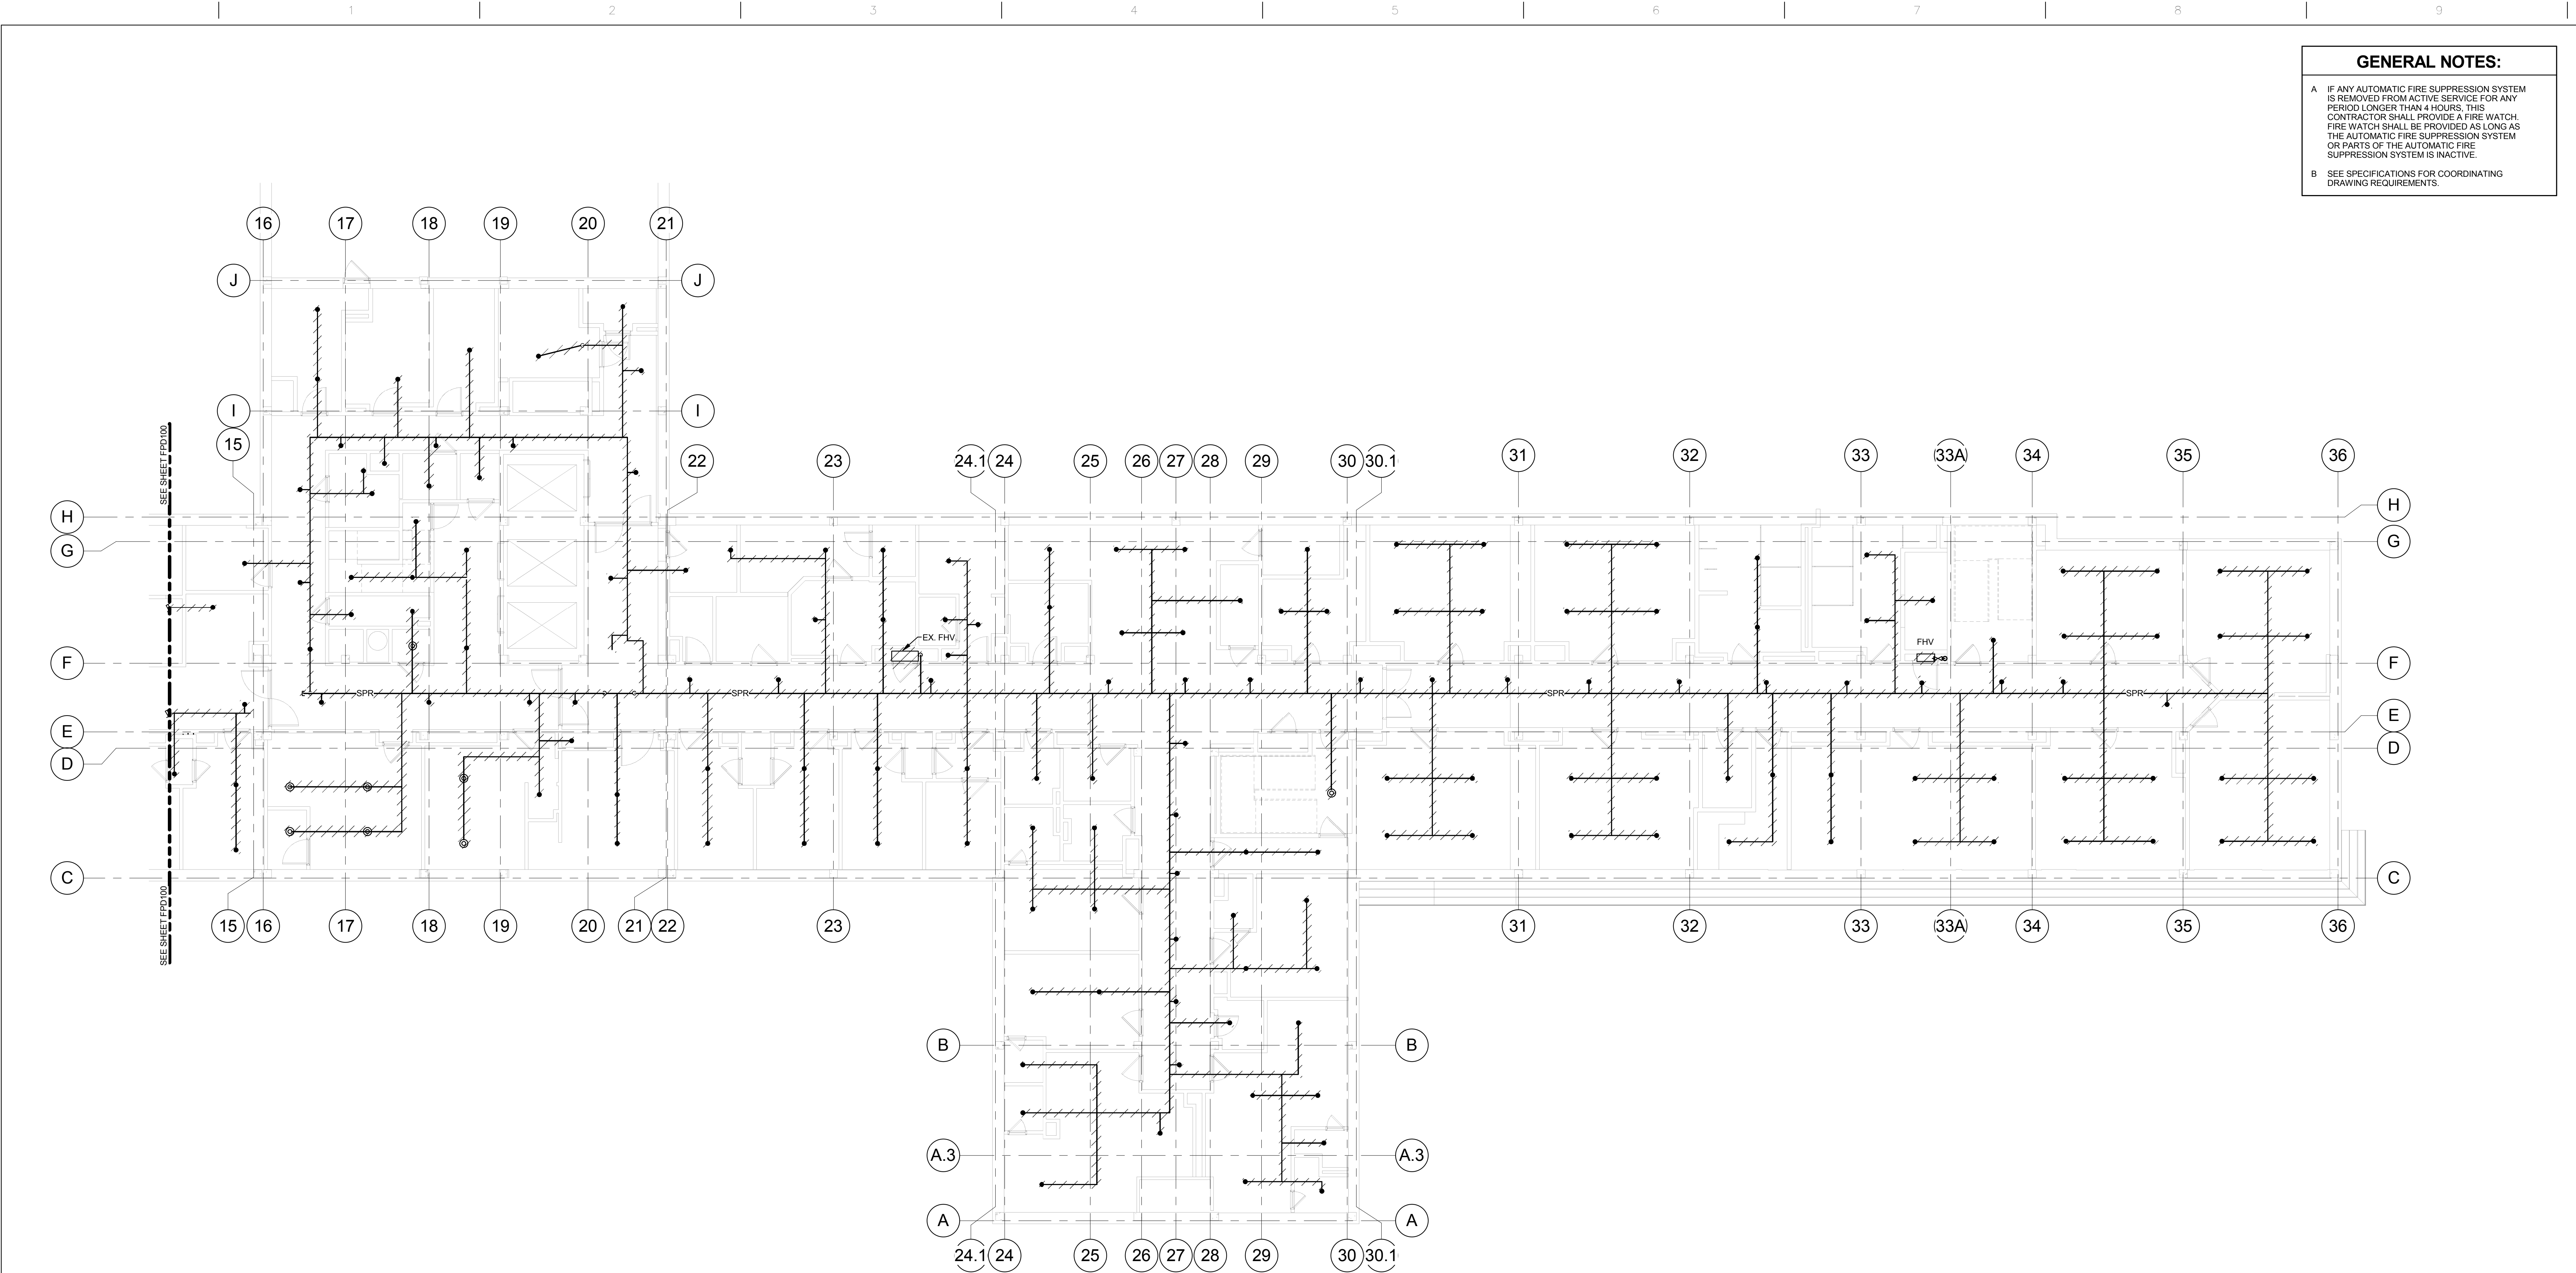 1 2 3 4 5 6 7 8 9
GENERAL NOTES:
A IF ANY AUTOMATIC FIRE SUPPRESSION SYSTEM
IS REMOVED FROM ACTIVE SERVICE FOR ANY
PERIOD LONGER THAN 4 HOURS, THIS
CONTRACTOR SHALL PROVIDE A FIRE WATCH.
FIRE WATCH SHALL BE PROVIDED AS LONG AS
THE AUTOMATIC FIRE SUPPRESSION SYSTEM
OR PARTS OF THE AUTOMATIC FIRE
SUPPRESSION SYSTEM IS INACTIVE.
B SEE SPECIFICATIONS FOR COORDINATING
DRAWING REQUIREMENTS.
16 17 18 19 20 21
J J
I I
15
22 23 24.1 24 25 26 27 28 29 30 30.1 31 32 33 33A 34 35 36
SEE SHEET FPD100
H H
G G
EX. FHV
FHV
F F
SPR SPR SPR SPR
E E
D D
C C
SEE SHEET FPD100
15 16 17 18 19 20 21 22 23 31 32 33 33A 34 35 36
B B
A.3 A.3
A A
24.1 24 25 26 27 28 29 30 30.1